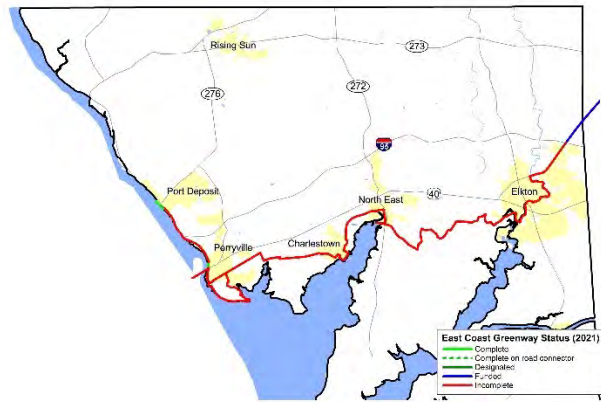 Rising Sun
273
276
272
95
Port Deposit
North East
40
Elkton
Perryville
Charlestown
East Coast Greenway Status (2021)
Complete
Complete on road connector
Designated
Funded
Incomplete